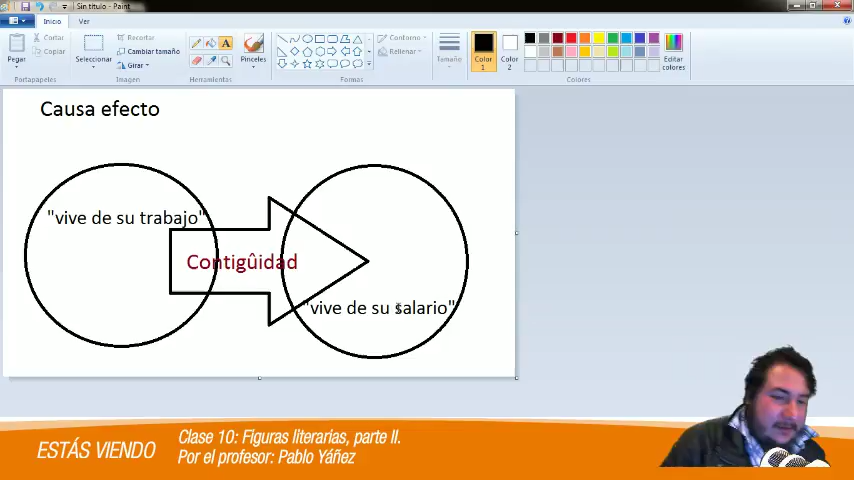 Sin título - Paint
Inicio
Ver
Pegar
Cortar
Copiar
Portapapeles
Seleccionar
Recortar
Cambiar tamaño
Girar
Imagen
Herramientas
Pinceles
Contorno
Rellenar
Formas
Tamaño
Color
1
Color
2
Colores
Editar
colores
Causa efecto
"vive de su trabajo"
Contigûidad
"vive de su salario"
ESTÁS VIENDO
Clase 10: Figuras literarias, parte II.
Por el profesor: Pablo Yáñez